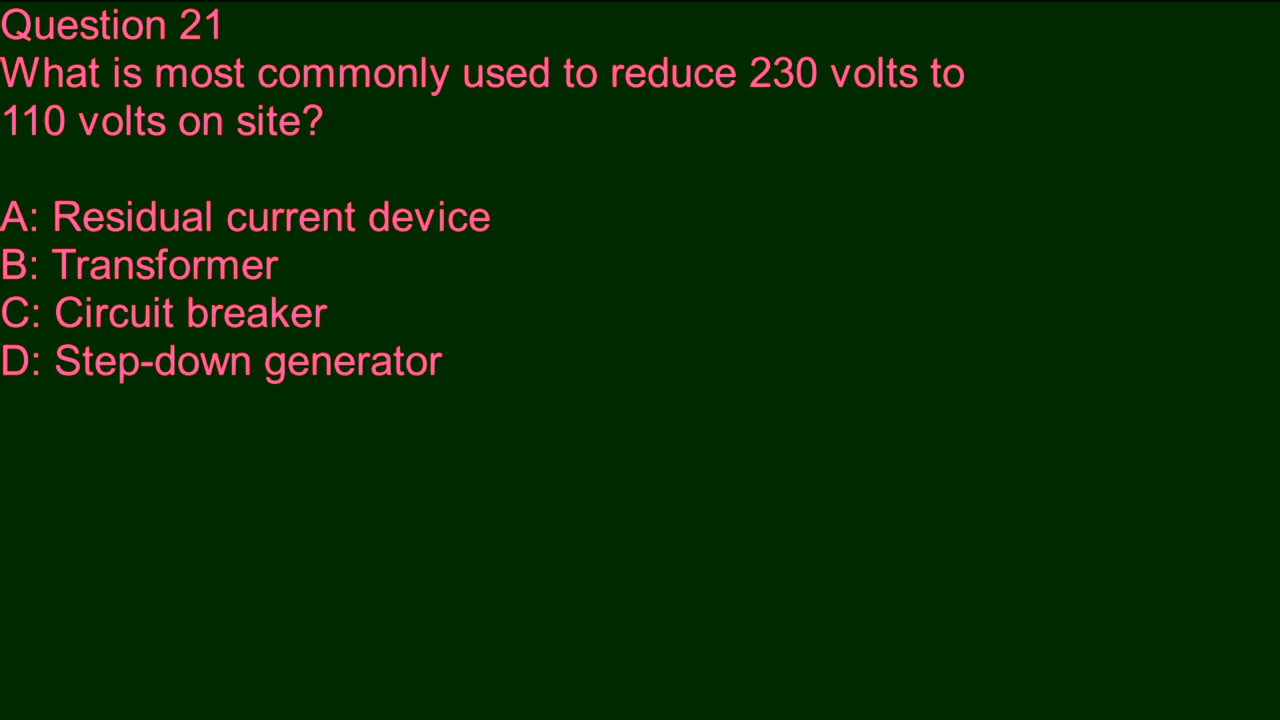 Question 21
What is most commonly used to reduce 230 volts to
110 volts on site?
A: Residual current device
B: Transformer
C: Circuit breaker
D: Step-down generator